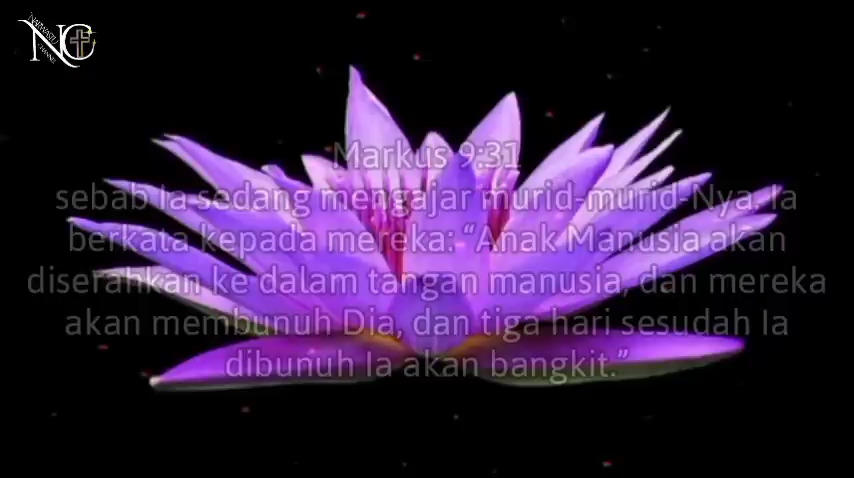 NC
Markus 9:31
sebab Ia sedang mengajar murid-murid-Nya. Ia
berkata kepada mereka: “Anak Manusia akan
diserahkan ke dalam tangan manusia, dan mereka
akan membunuh Dia, dan tiga hari sesudah Ia
dibunuh Ia akan bangkit.”